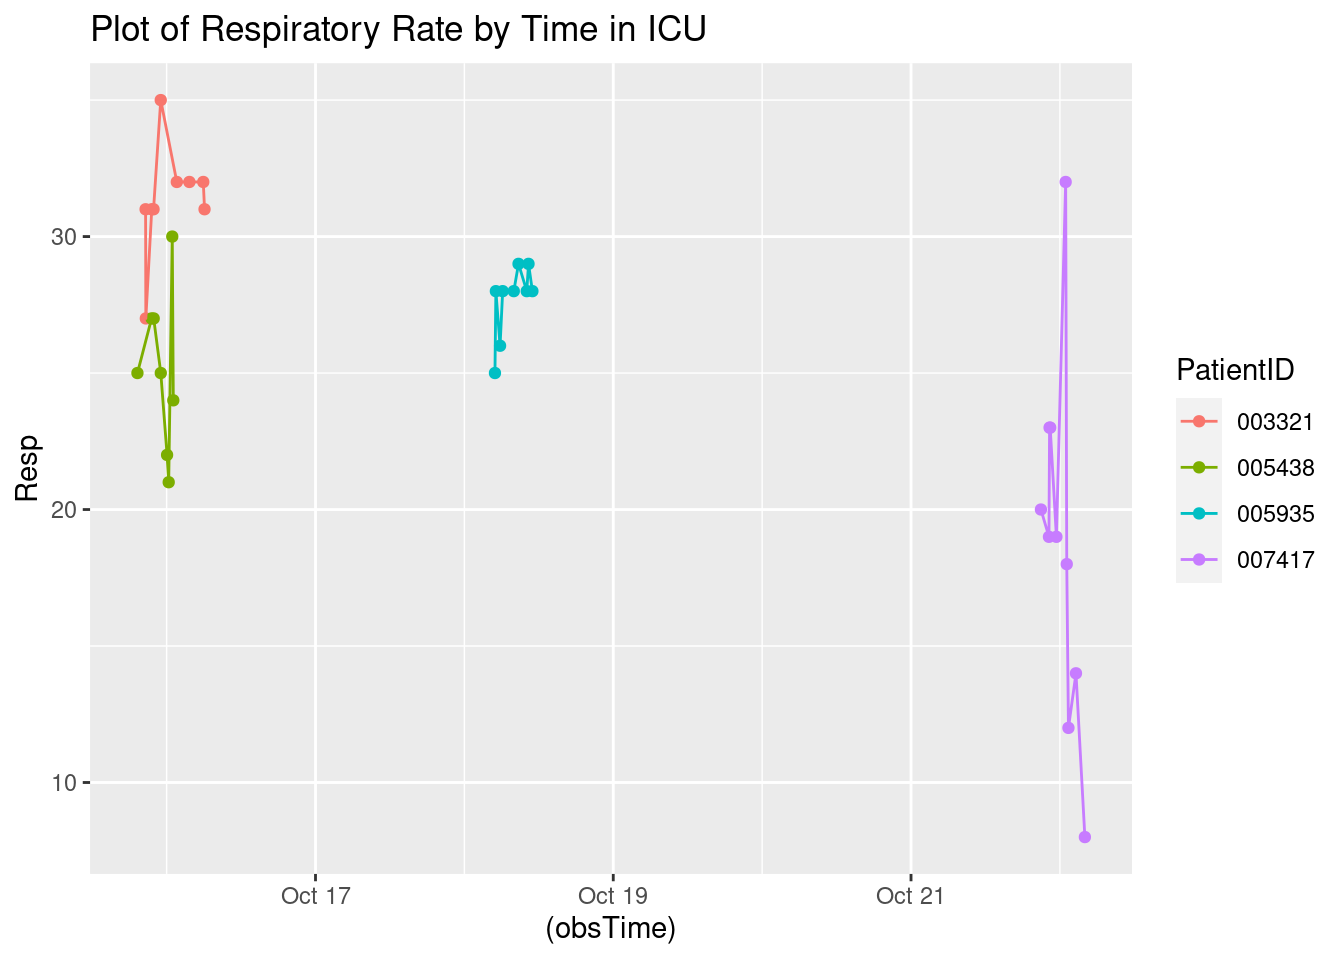 Plot of Respiratory Rate by Time in ICU
Resp
30
20
10
Oct 17
Oct 19
Oct 21
(obsTime)
PatientID
003321
005438
005935
007417